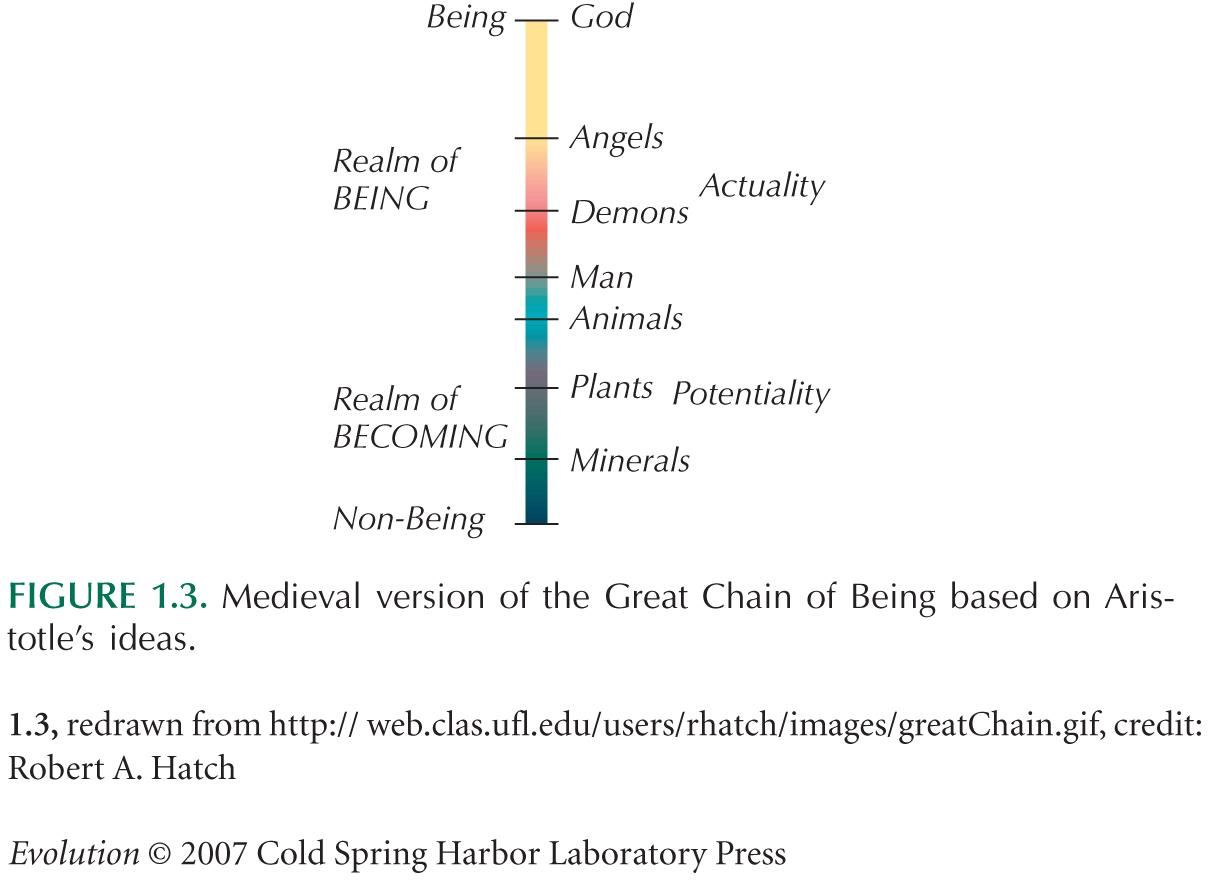 Being God
Angels
Realm of
BEING
Actuality
Demons
Man
Animals
Realm of
BECOMING
Plants Potentiality
Minerals
Non-Being
FIGURE 1.3. Medieval version of the Great Chain of Being based on Aris-
totle’s ideas.
1.3, redrawn from http:// web.clas.ufl.edu/users/rhatch/images/greatChain.gif, credit:
Robert A. Hatch
Evolution © 2007 Cold Spring Harbor Laboratory Press